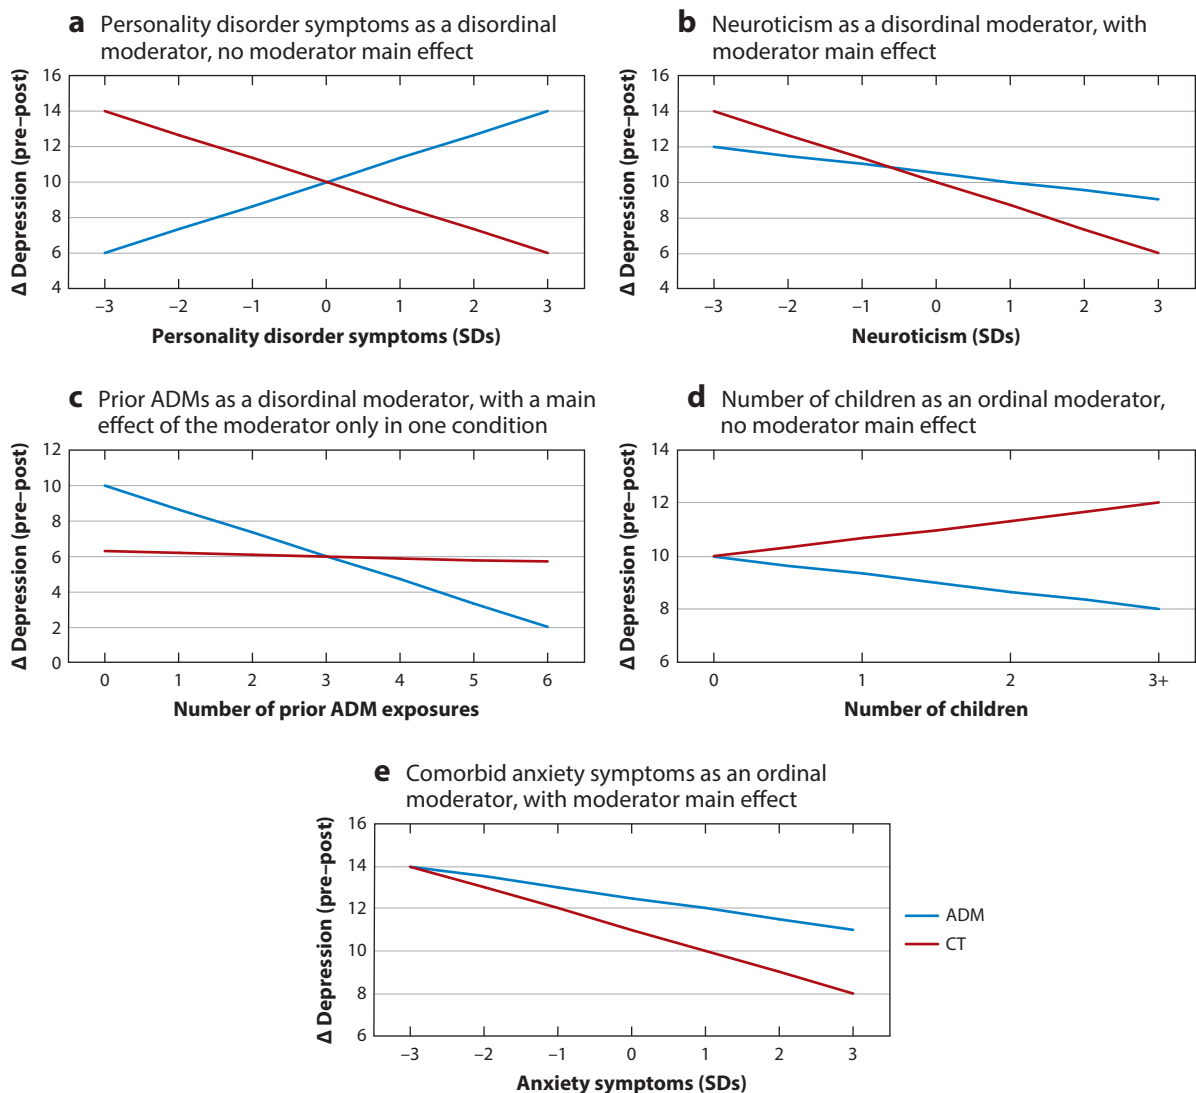 a Personality disorder symptoms as a disordinal
moderator, no moderator main effect
Δ Depression (pre–post)
16
14
12
10
8
6
4
–3 –2 –1 0 1 2 3
Personality disorder symptoms (SDs)
b Neuroticism as a disordinal moderator, with
moderator main effect
Δ Depression (pre–post)
16
14
12
10
8
6
4
–3 –2 –1 0 1 2 3
Neuroticism (SDs)
c Prior ADMs as a disordinal moderator, with a main
effect of the moderator only in one condition
Δ Depression (pre–post)
12
10
8
6
4
2
0
0 1 2 3 4 5 6
Number of prior ADM exposures
d Number of children as an ordinal moderator,
no moderator main effect
Δ Depression (pre–post)
14
12
10
8
6
0 1 2 3+
Number of children
e Comorbid anxiety symptoms as an ordinal
moderator, with moderator main effect
Δ Depression (pre–post)
16
14
12
10
8
6
–3 –2 –1 0 1 2 3
Anxiety symptoms (SDs)
ADM
CT